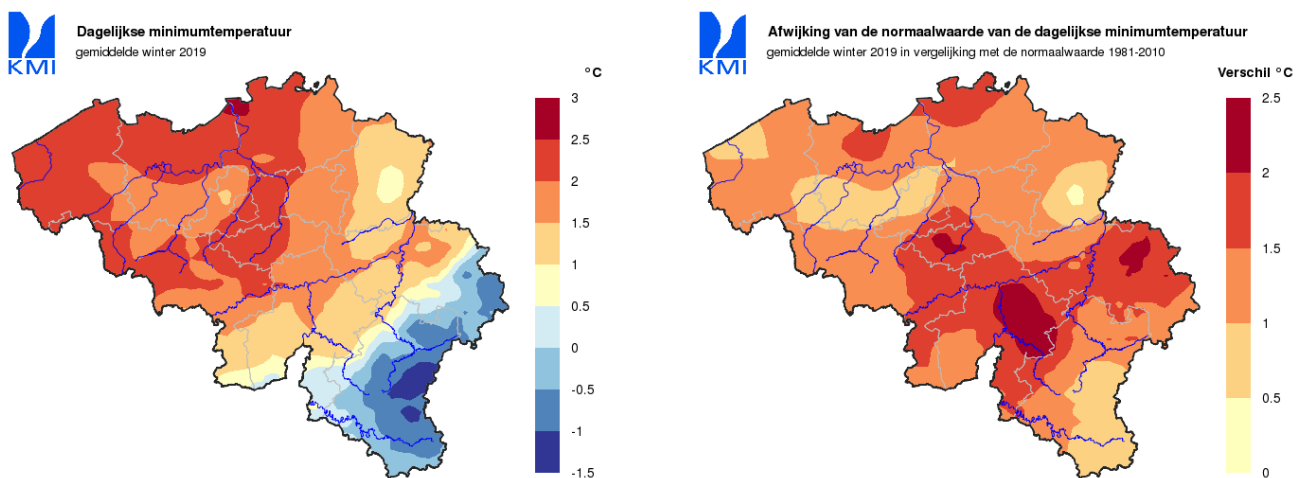 KMI
Dagelijkse minimumtemperatuur
gemiddelde winter 2019
°C
3
2.5
2
1.5
1
0.5
0
-0.5
-1
-1.5
KMI
Afwijking van de normaalwaarde van de dagelijkse minimumtemperatuur
gemiddelde winter 2019 in vergelijking met de normaalwaarde 1981-2010
Verschil °C
2.5
2
1.5
1
0.5
0